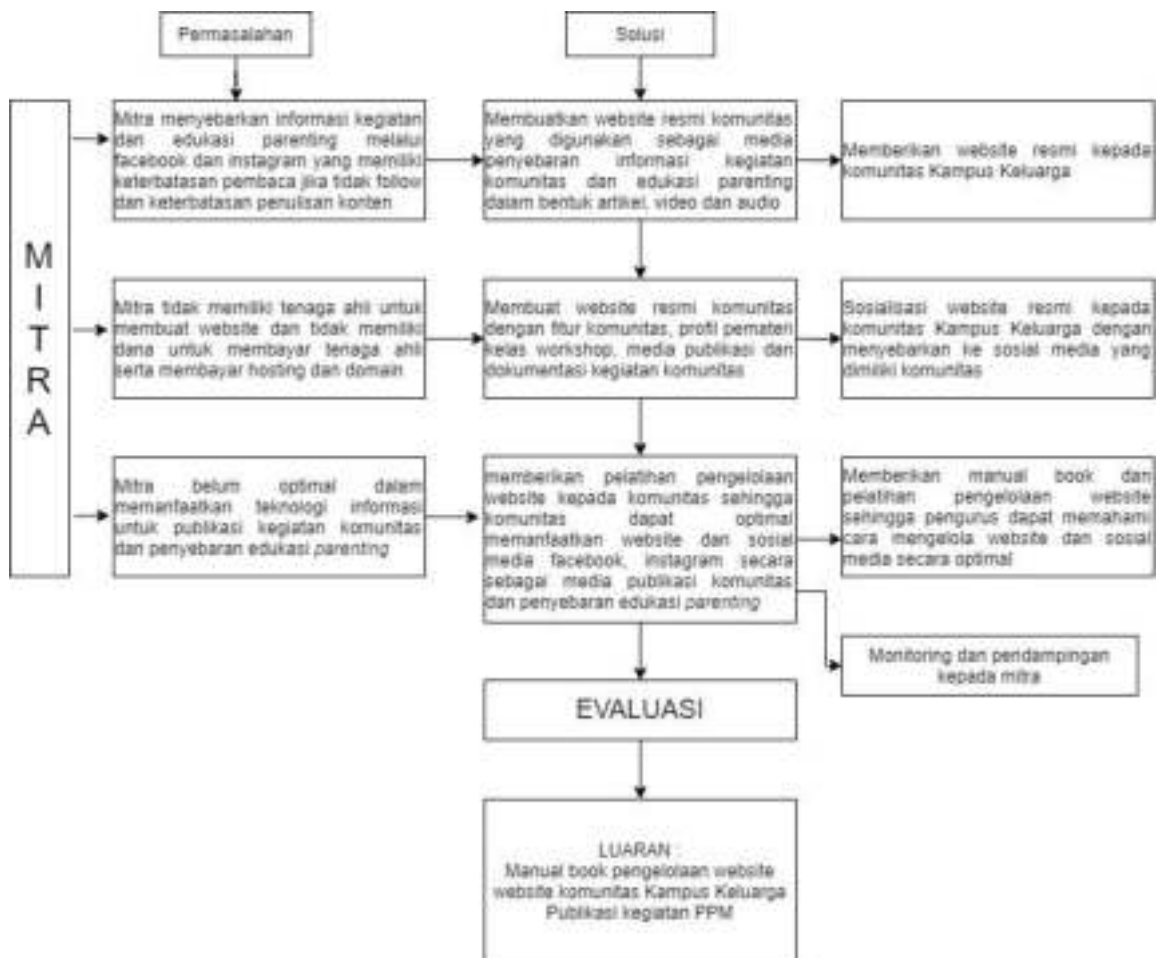 Permasalahan
Solusi
MITRA
Mitra menyebarkan informasi kegiatan
dan edukasi parenting melalui
facebook dan instagram yang memiliki
keterbatasan pembaca jika tidak follow
dan keterbatasan penulisan konten
Membuatkan website resmi komunitas
yang digunakan sebagai media
penyebaran informasi kegiatan
komunitas dan edukasi parenting
dalam bentuk artikel, video dan audio
Memberikan website resmi kepada
komunitas Kampus Keluarga
Mitra tidak memiliki tenaga ahli untuk
membuat website dan tidak memiliki
dana untuk membayar tenaga ahli
serta membayar hosting dan domain
Membuat website resmi komunitas
dengan fitur komunitas, profil pemateri
kelas workshop, media publikasi dan
dokumentasi kegiatan komunitas
Sosialisasi website resmi kepada
komunitas Kampus Keluarga dengan
menyebarkan ke sosial media yang
dimiliki komunitas
Mitra belum optimal dalam
memanfaatkan teknologi informasi
untuk publikasi kegiatan komunitas
dan penyebaran edukasi parenting
memberikan pelatihan pengelolaan
website kepada komunitas sehingga
komunitas dapat optimal
memanfaatkan website dan sosial
media facebook, instagram secara
sebagai media publikasi komunitas
dan penyebaran edukasi parenting
Memberikan manual book dan
pelatihan pengelolaan website
sehingga pengurus dapat memahami
cara mengelola website dan sosial
media secara optimal
Monitoring dan pendampingan
kepada mitra
EVALUASI
LUARAN :
Manual book pengelolaan website
website komunitas Kampus Keluarga
Publikasi kegiatan PPM